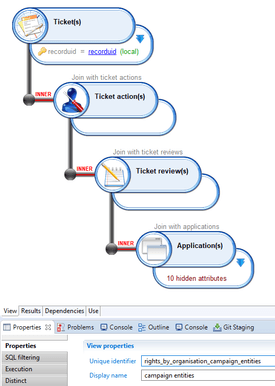 Ticket(s)
recorduid = recorduid (local)
Join with ticket actions
INNER
Ticket action(s)
Join with ticket reviews
INNER
Ticket review(s)
Join with applications
INNER
Application(s)
10 hidden attributes
View Results Dependencies Use
Properties Problems Console Outline Console Git Staging
Properties
View properties
SQL filtering
Unique identifier rights_by_organisation_campaign_entities
Execution
Display name campaign entities
Distinct